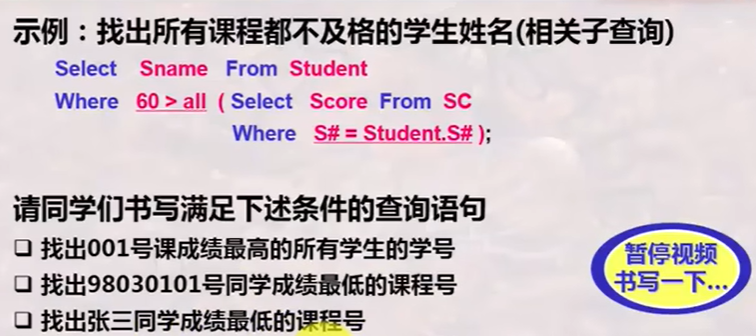 示例：找出所有课程都不及格的学生姓名(相关子查询)
Select Sname From Student
Where 60 > all ( Select Score From SC
Where S# = Student.S# );
请同学们书写满足下述条件的查询语句
❑ 找出001号课成绩最高的所有学生的学号
❑ 找出98030101号同学成绩最低的课程号
❑ 找出张三同学成绩最低的课程号
暂停视频
书写一下...